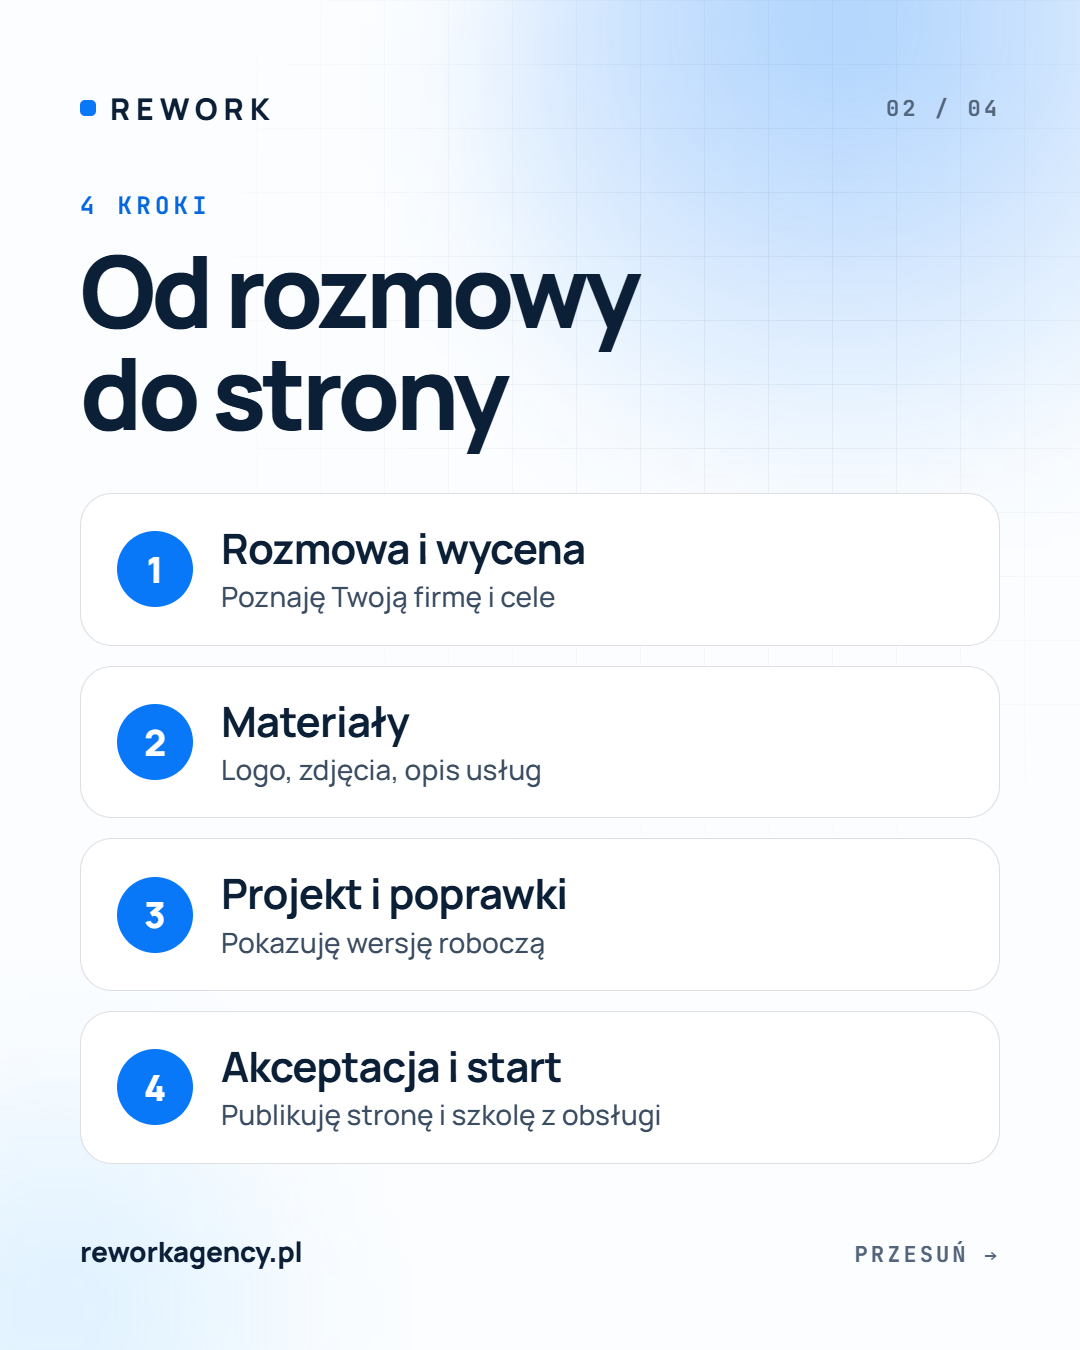 REWORK
02 / 04
4 KROKI
Od rozmowy
do strony
1
Rozmowa i wycena
Poznaję Twoją firmę i cele
2
Materiały
Logo, zdjęcia, opis usług
3
Projekt i poprawki
Pokazuję wersję roboczą
4
Akceptacja i start
Publikuję stronę i szkolę z obsługi
reworkagency.pl
PRZESUŃ →